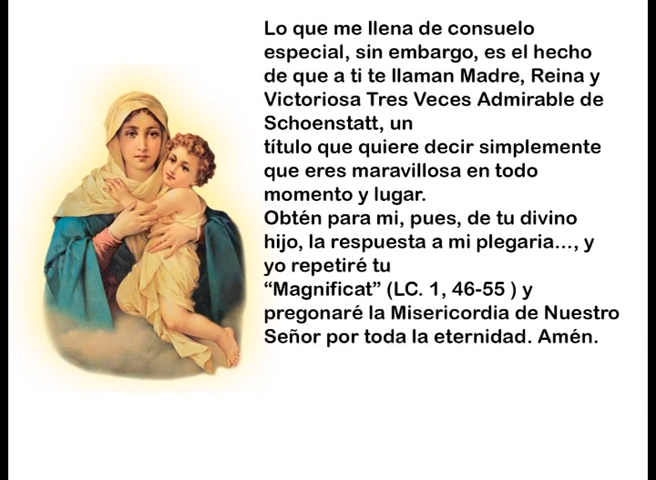 Lo que me llena de consuelo
especial, sin embargo, es el hecho
de que a ti te llaman Madre, Reina y
Victoriosa Tres Veces Admirable de
Schoenstatt, un
título que quiere decir simplemente
que eres maravillosa en todo
momento y lugar.
Obtén para mi, pues, de tu divino
hijo, la respuesta a mi plegaria..., y
yo repetiré tu
“Magnificat” (LC. 1, 46-55 ) y
pregonaré la Misericordia de Nuestro
Señor por toda la eternidad. Amén.